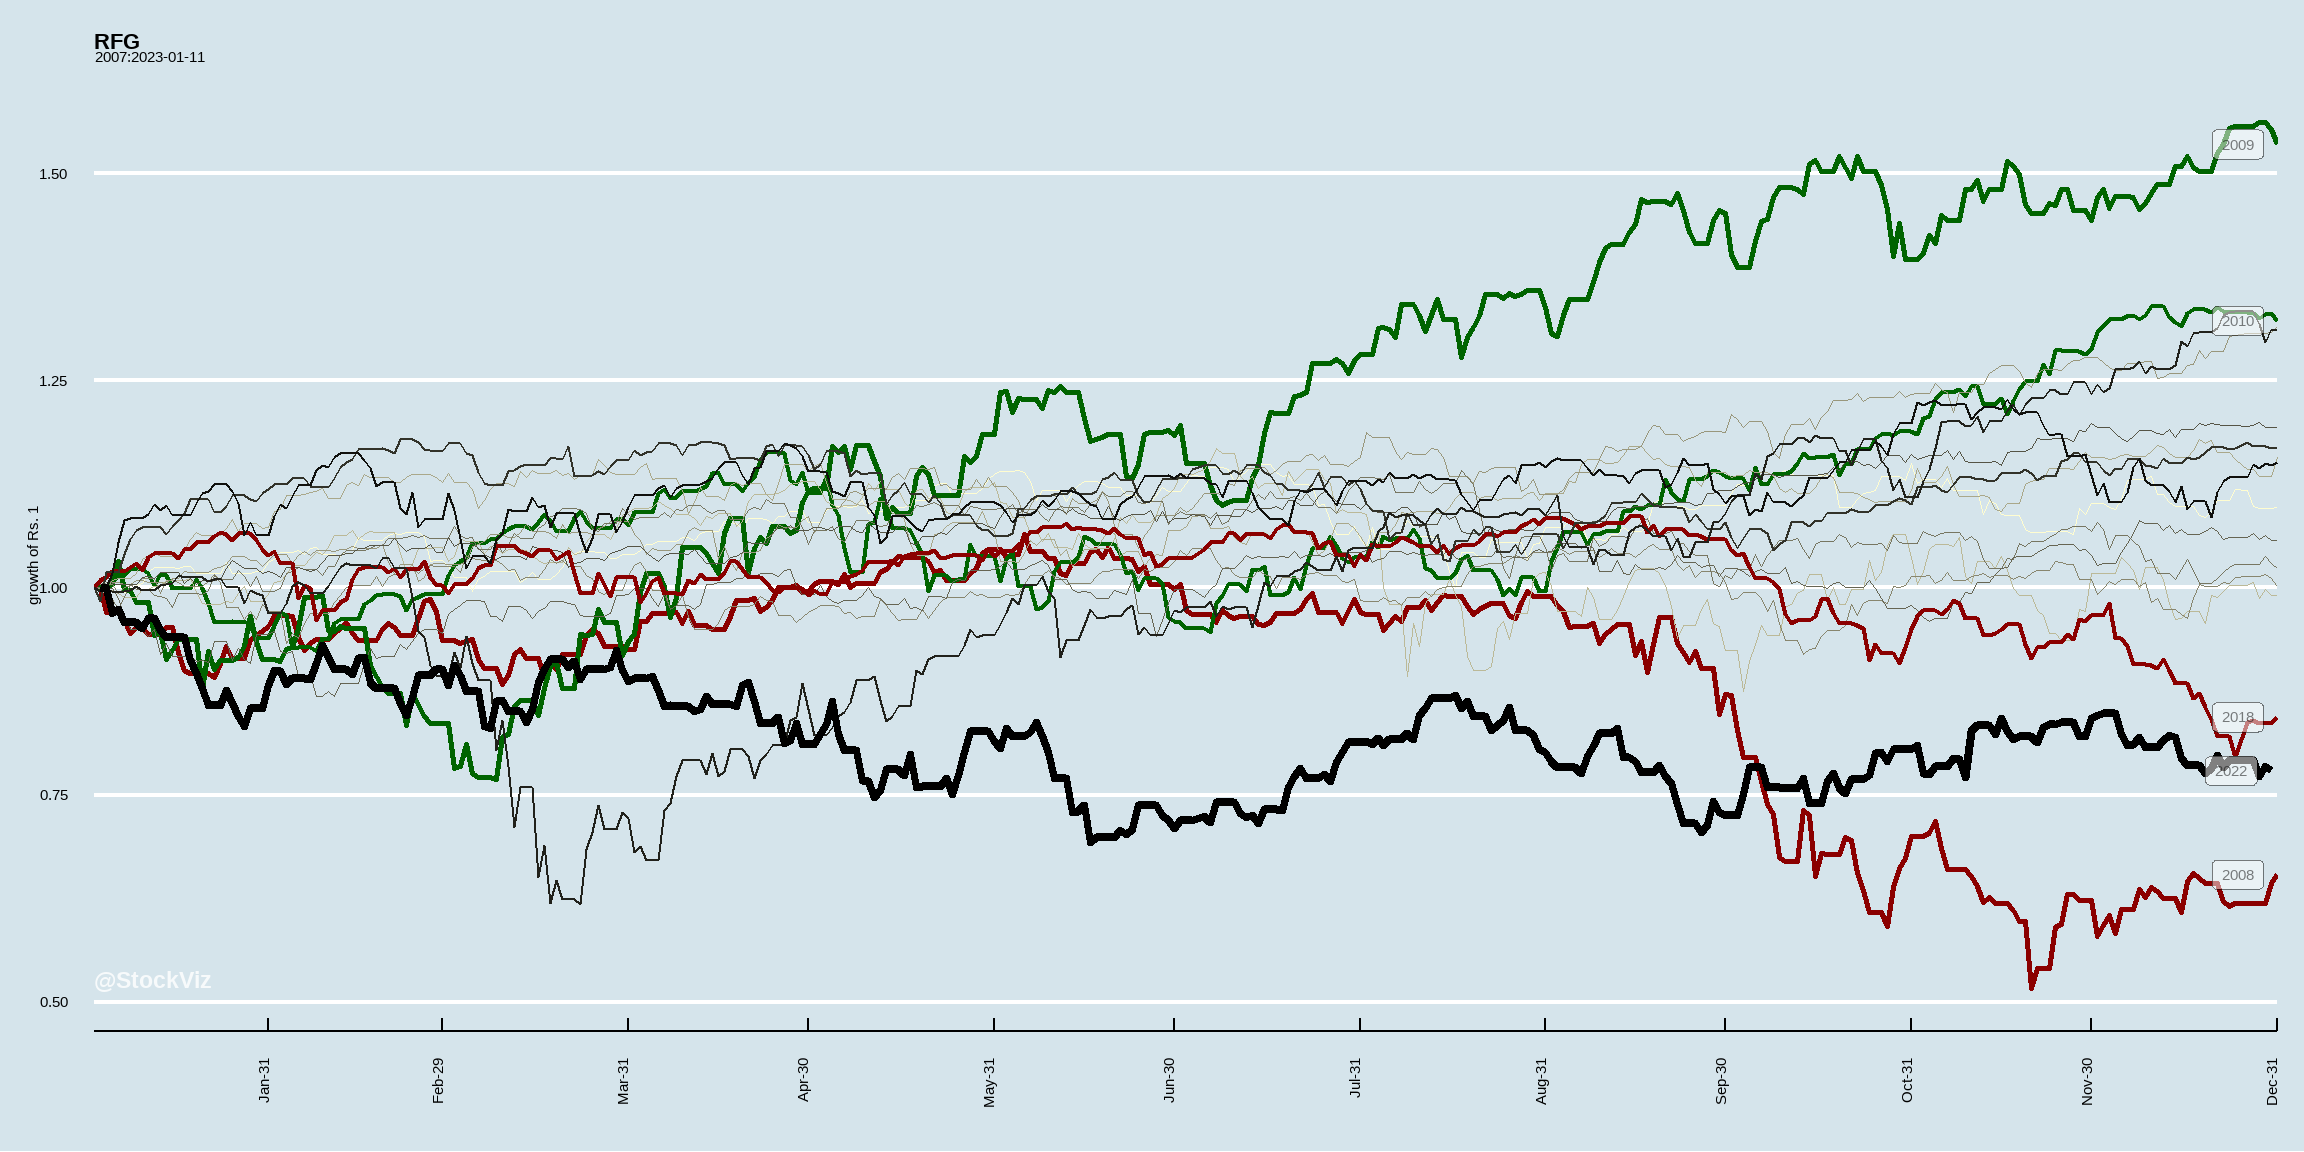 RFG
2007:2023-01-11
growth of Rs. 1
1.50
1.25
1.00
0.75
0.50
2009
2010
2018
2022
2008
@StockViz
Jan-31
Feb-29
Mar-31
Apr-30
May-31
Jun-30
Jul-31
Aug-31
Sep-30
Oct-31
Nov-30
Dec-31